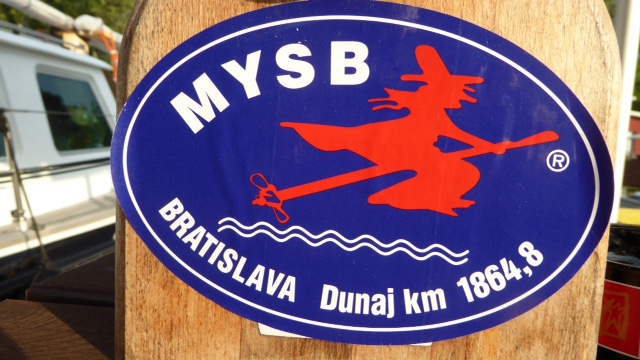 MYSB
®
BRATISLAVA Dunaj km 1864,8